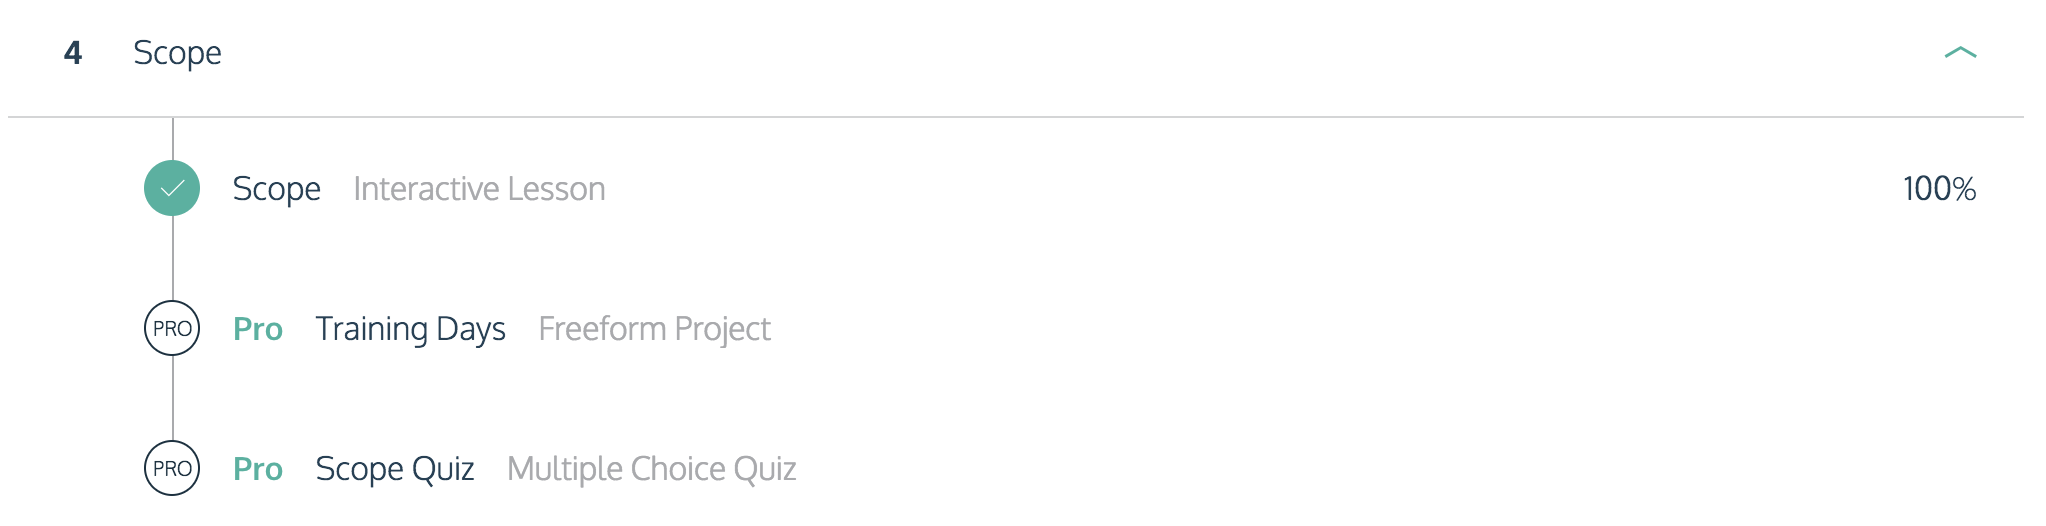 4 Scope
Scope Interactive Lesson 100%
PRO Pro Training Days Freeform Project
PRO Pro Scope Quiz Multiple Choice Quiz